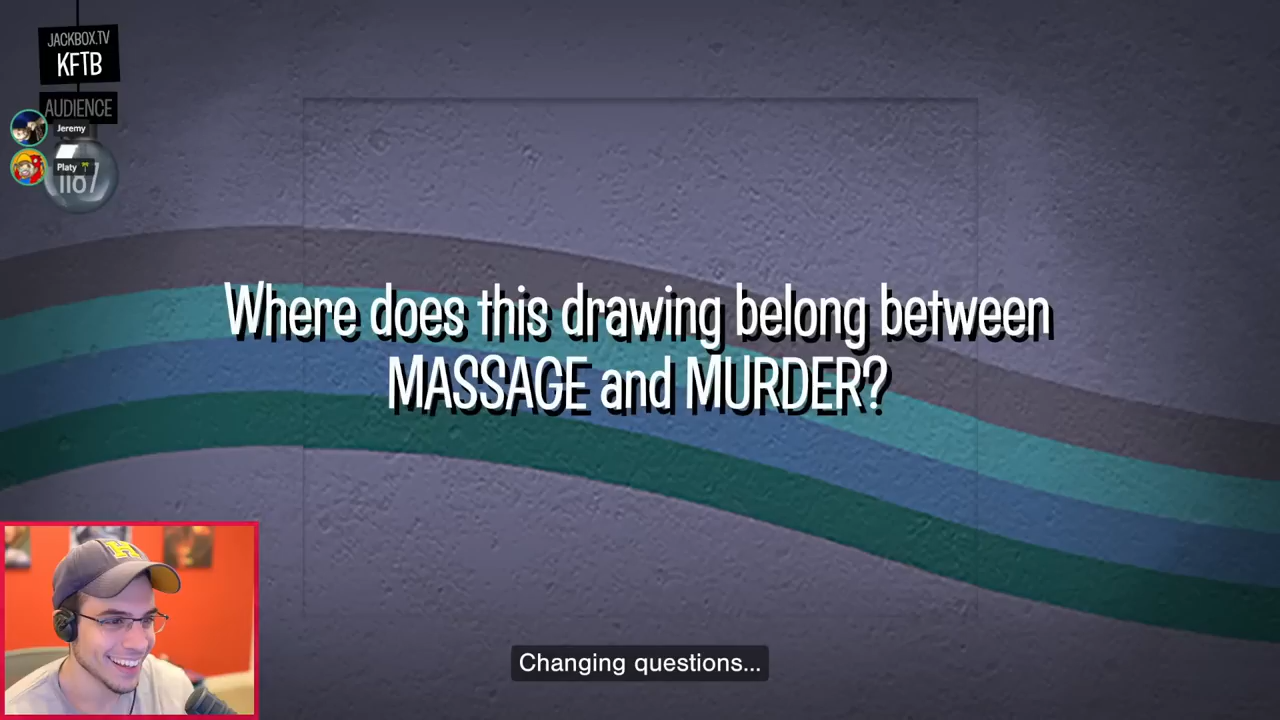 JACKBOX.TV
KFTB
AUDIENCE
Jeremy
Platy
Where does this drawing belong between
MASSAGE and MURDER?
H
Changing questions...